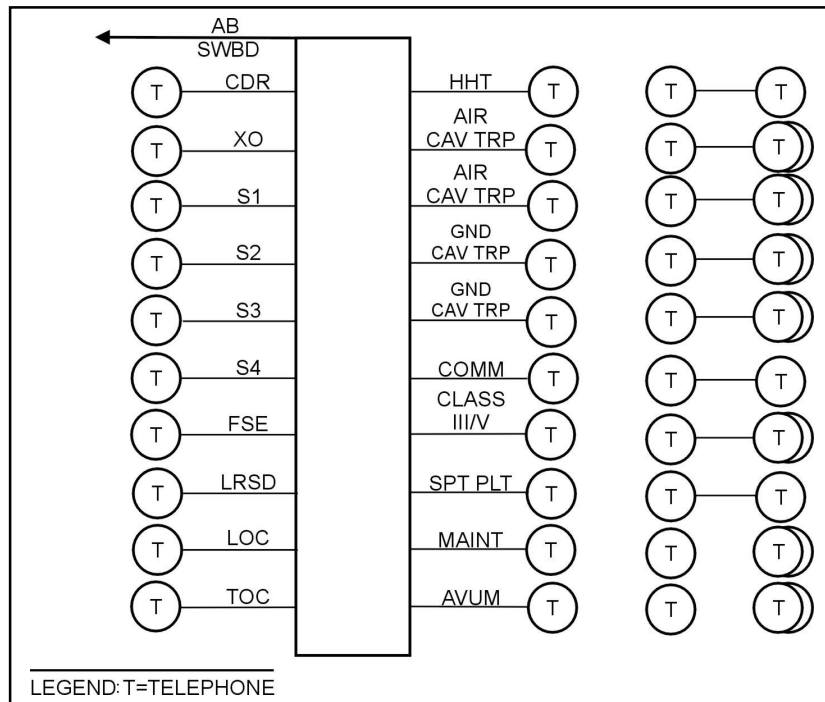 AB
SWBD
T CDR HHT T T T
T XO AIR
CAV TRP T T T
T S1 AIR
CAV TRP T T T
T S2 GND
CAV TRP T T T
T S3 GND
CAV TRP T T T
T S4 COMM T T T
T FSE CLASS
III/V T T T
T LRSD SPT PLT T T T
T LOC MAINT T T T
T TOC AVUM T T T
LEGEND: T=TELEPHONE